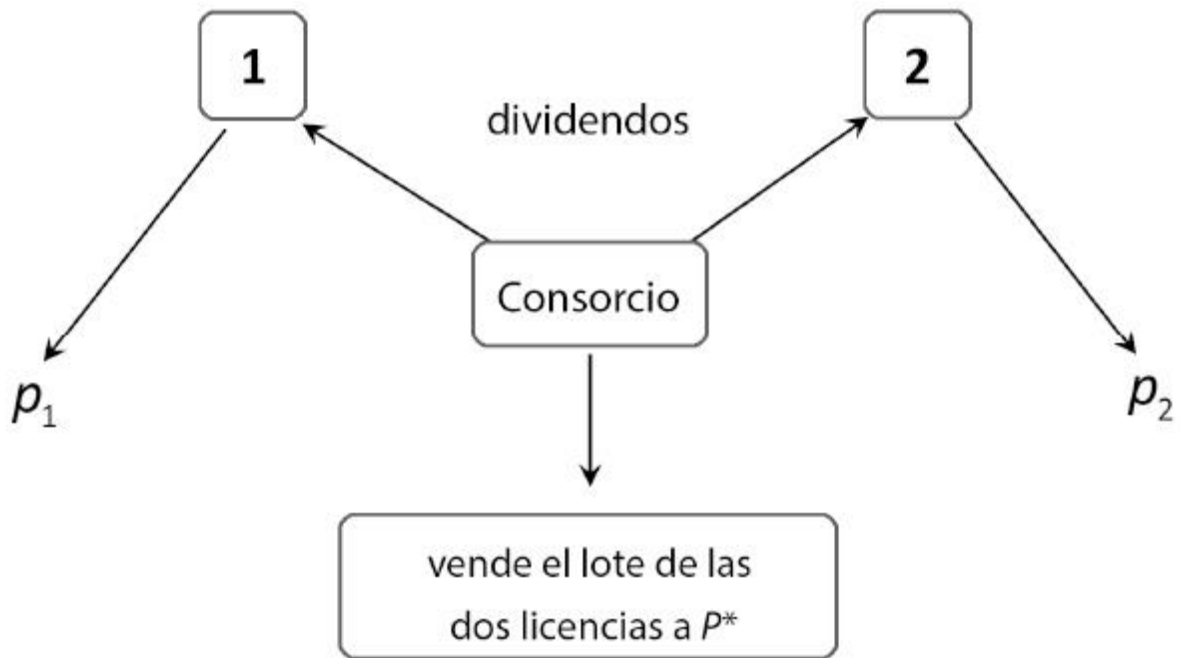 1
2
dividendos
Consorcio
p₁
p₂
vende el lote de las
dos licencias a P*